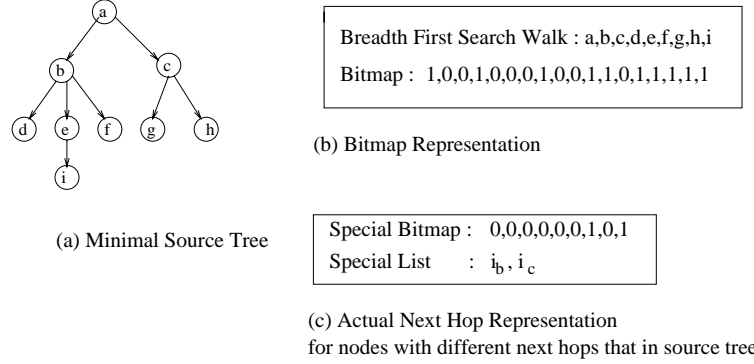 a
b
c
d
e
f
g
h
i
(a) Minimal Source Tree
Breadth First Search Walk : a,b,c,d,e,f,g,h,i
Bitmap : 1,0,0,1,0,0,0,1,0,0,1,1,0,1,1,1,1,1
(b) Bitmap Representation
Special Bitmap : 0,0,0,0,0,0,1,0,1
Special List : i_b , i_c
(c) Actual Next Hop Representation
for nodes with different next hops that in source tree